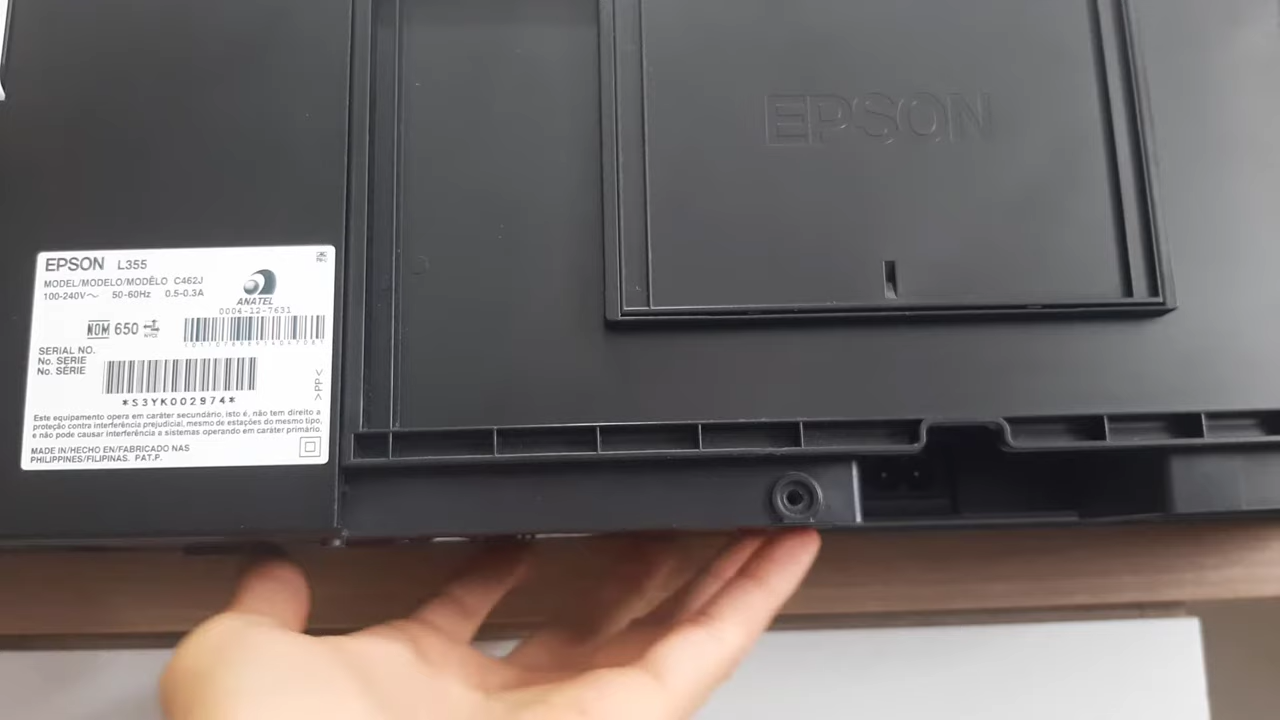 EPSON
EPSON L355
MODEL/MODELO/MODÊLO C462J
100-240V～ 50-60Hz 0.5-0.3A
ANATEL
0004-12-7631
NOM 650
NYCE
SERIAL NO.
No. SERIE
No. SÉRIE
*S3YK002974*
>PP<
Este equipamento opera em caráter secundário, isto é, não tem direito a
proteção contra interferência prejudicial, mesmo de estações do mesmo tipo,
e não pode causar interferência a sistemas operando em caráter primário.
MADE IN/HECHO EN/FABRICADO NAS
PHILIPPINES/FILIPINAS. PAT.P.